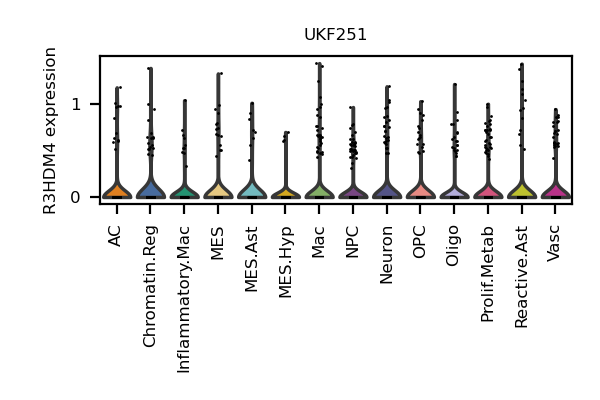 UKF251
R3HDM4 expression
1
0
AC
Chromatin.Reg
Inflammatory.Mac
MES
MES.Ast
MES.Hyp
Mac
NPC
Neuron
OPC
Oligo
Prolif.Metab
Reactive.Ast
Vasc